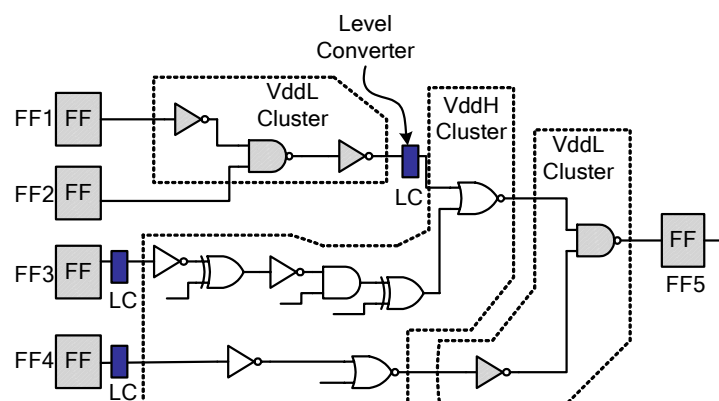 Level
Converter
VddL
Cluster
VddH
Cluster
VddL
Cluster
FF1
FF
FF2
FF
LC
FF
FF5
FF3
FF
LC
FF4
FF
LC